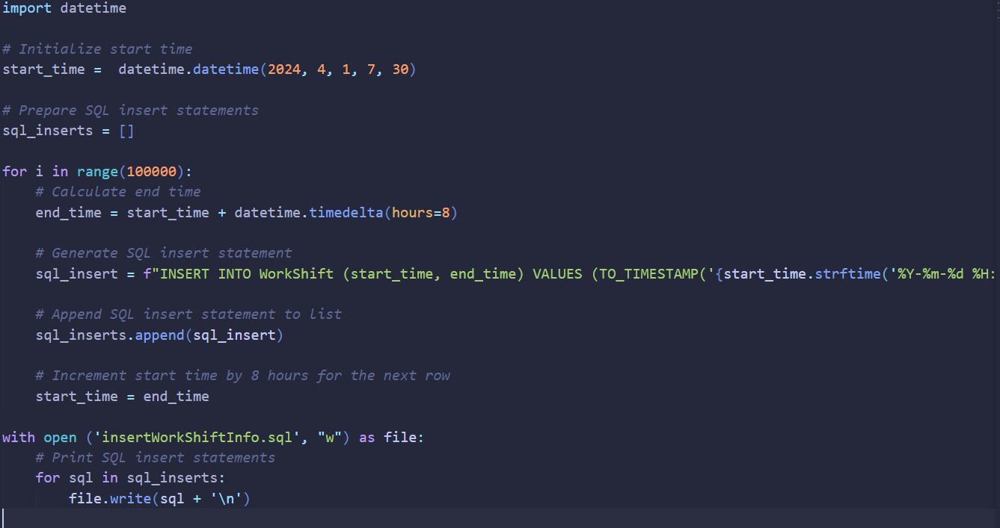 import datetime

# Initialize start time
start_time =  datetime.datetime(2024, 4, 1, 7, 30)

# Prepare SQL insert statements
sql_inserts = []

for i in range(100000):
    # Calculate end time
    end_time = start_time + datetime.timedelta(hours=8)

    # Generate SQL insert statement
    sql_insert = f"INSERT INTO WorkShift (start_time, end_time) VALUES (TO_TIMESTAMP('{start_time.strftime('%Y-%m-%d %H:

    # Append SQL insert statement to list
    sql_inserts.append(sql_insert)

    # Increment start time by 8 hours for the next row
    start_time = end_time

with open ('insertWorkShiftInfo.sql', "w") as file:
    # Print SQL insert statements
    for sql in sql_inserts:
        file.write(sql + '\n')